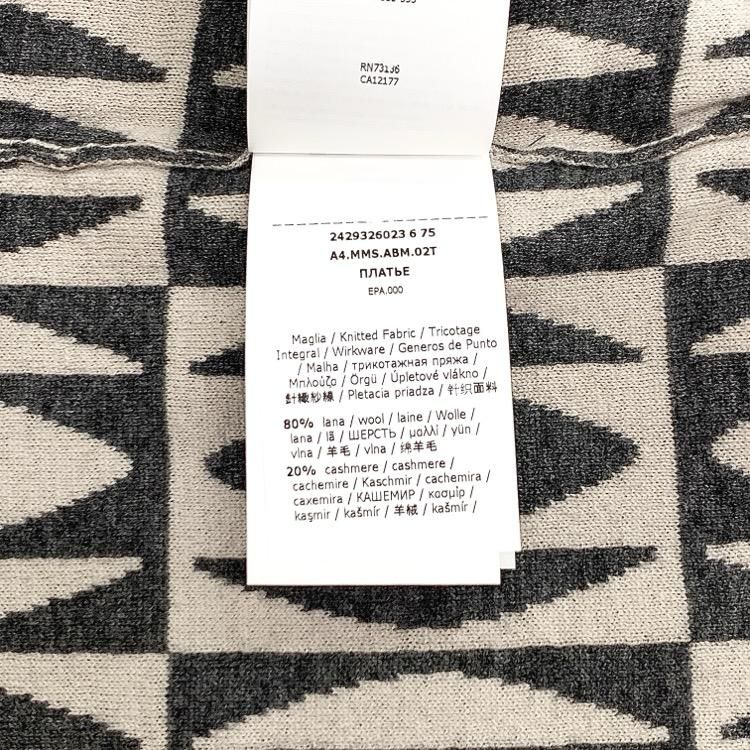 RN73136
CA12177
2429326023 6 75
A4.MMS.ABM.02T
ПЛАТЬЕ
EPA.000
Maglia / Knitted Fabric / Tricotage
Integral / Wirkware / Generos de Punto
/ Malha / трикотажная пряжа /
Μπλούζα / Örgü / Úpletové vlákno /
針織紗線 / Pletacia priadza / 针织面料
80% lana / wool / laine / Wolle /
lana / lã / ШЕРСТЬ / μαλλί / yün /
vlna / 羊毛 / vlna / 绵羊毛
20% cashmere / cashmere /
cachemire / Kaschmir / cachemira /
caxemira / КАШЕМИР / κασμίρ /
kaşmir / kašmír / 羊絨 / kašmír /